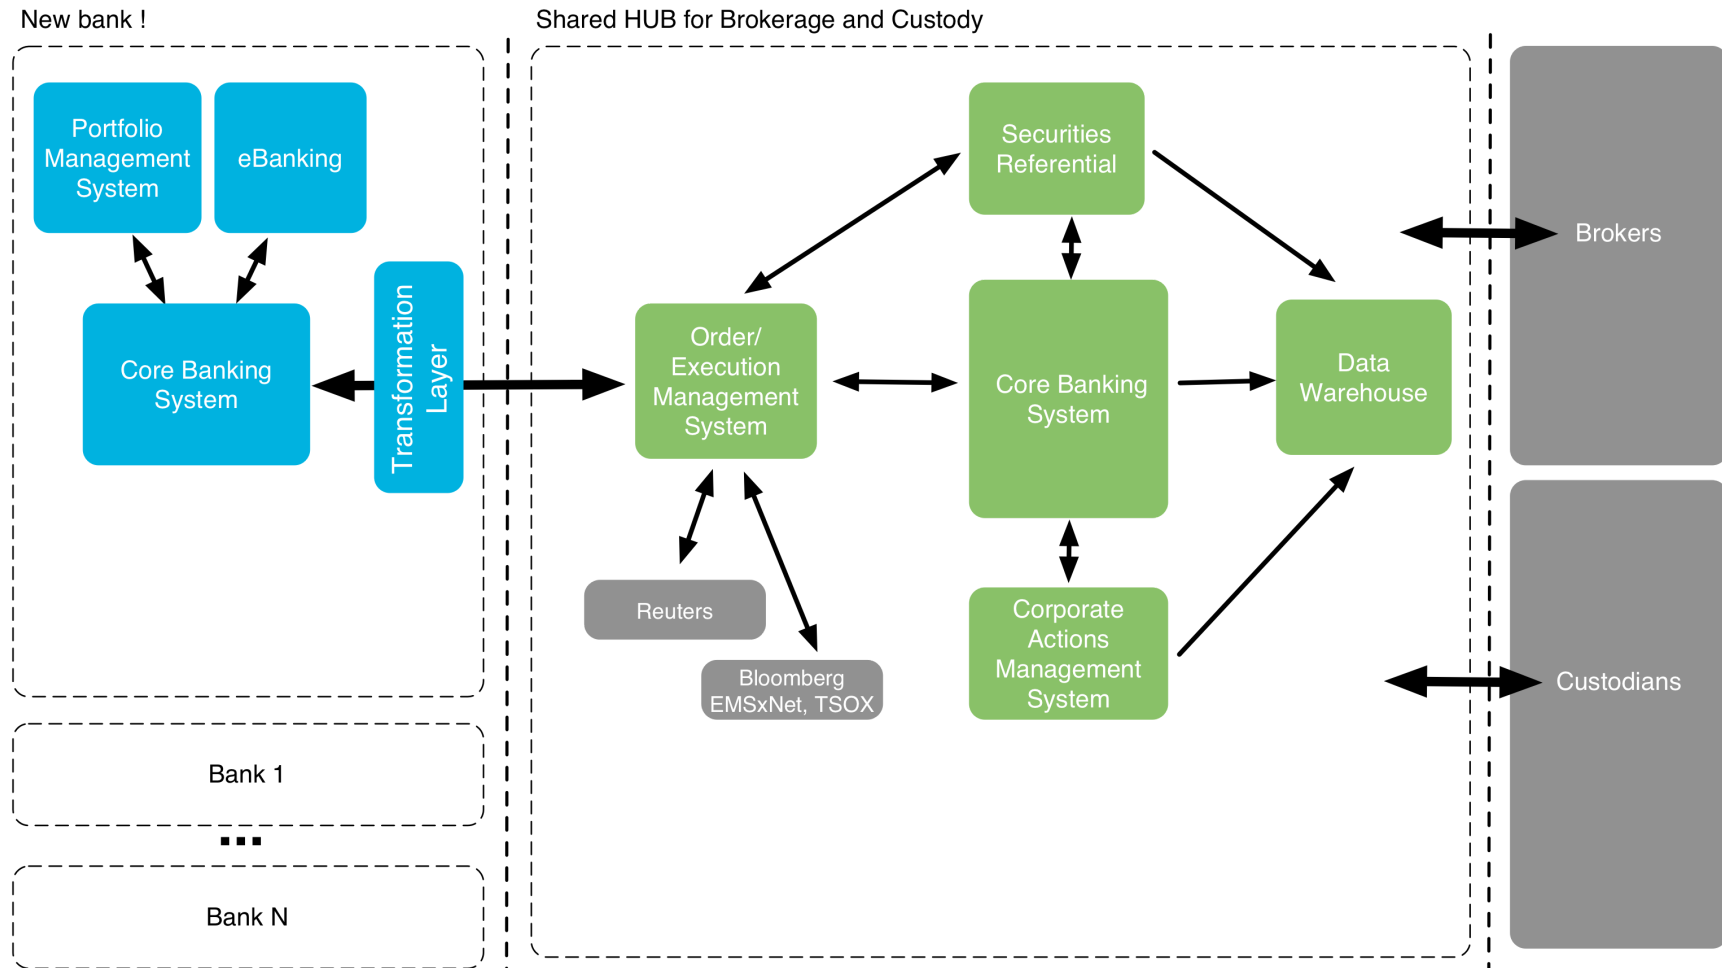 New bank !
Shared HUB for Brokerage and Custody
Portfolio
Management
System
eBanking
Core Banking
System
Transformation
Layer
Bank 1
...
Bank N
Securities
Referential
Order/
Execution
Management
System
Core Banking
System
Data
Warehouse
Reuters
Bloomberg
EMSxNet, TSOX
Corporate
Actions
Management
System
Brokers
Custodians